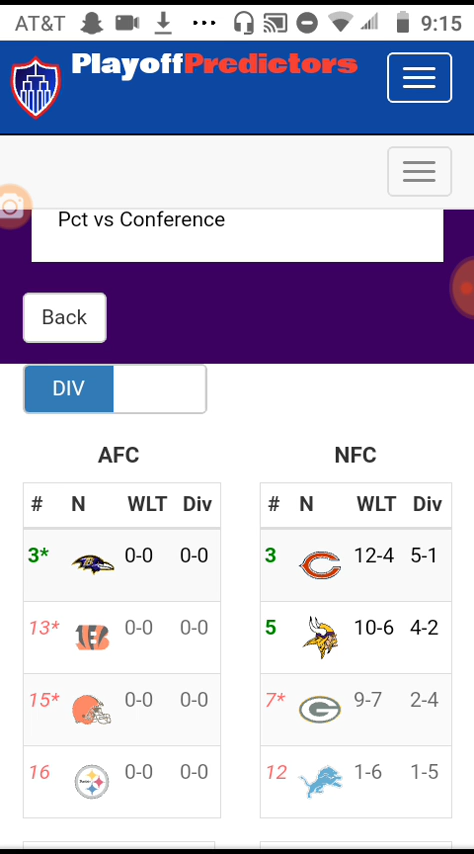 AT&T ... 9:15
PlayoffPredictors
Pct vs Conference
Back
DIV
AFC
# N WLT Div
3* 0-0 0-0
13* 0-0 0-0
15* 0-0 0-0
16 0-0 0-0
NFC
# N WLT Div
3 12-4 5-1
5 10-6 4-2
7* 9-7 2-4
12 1-6 1-5